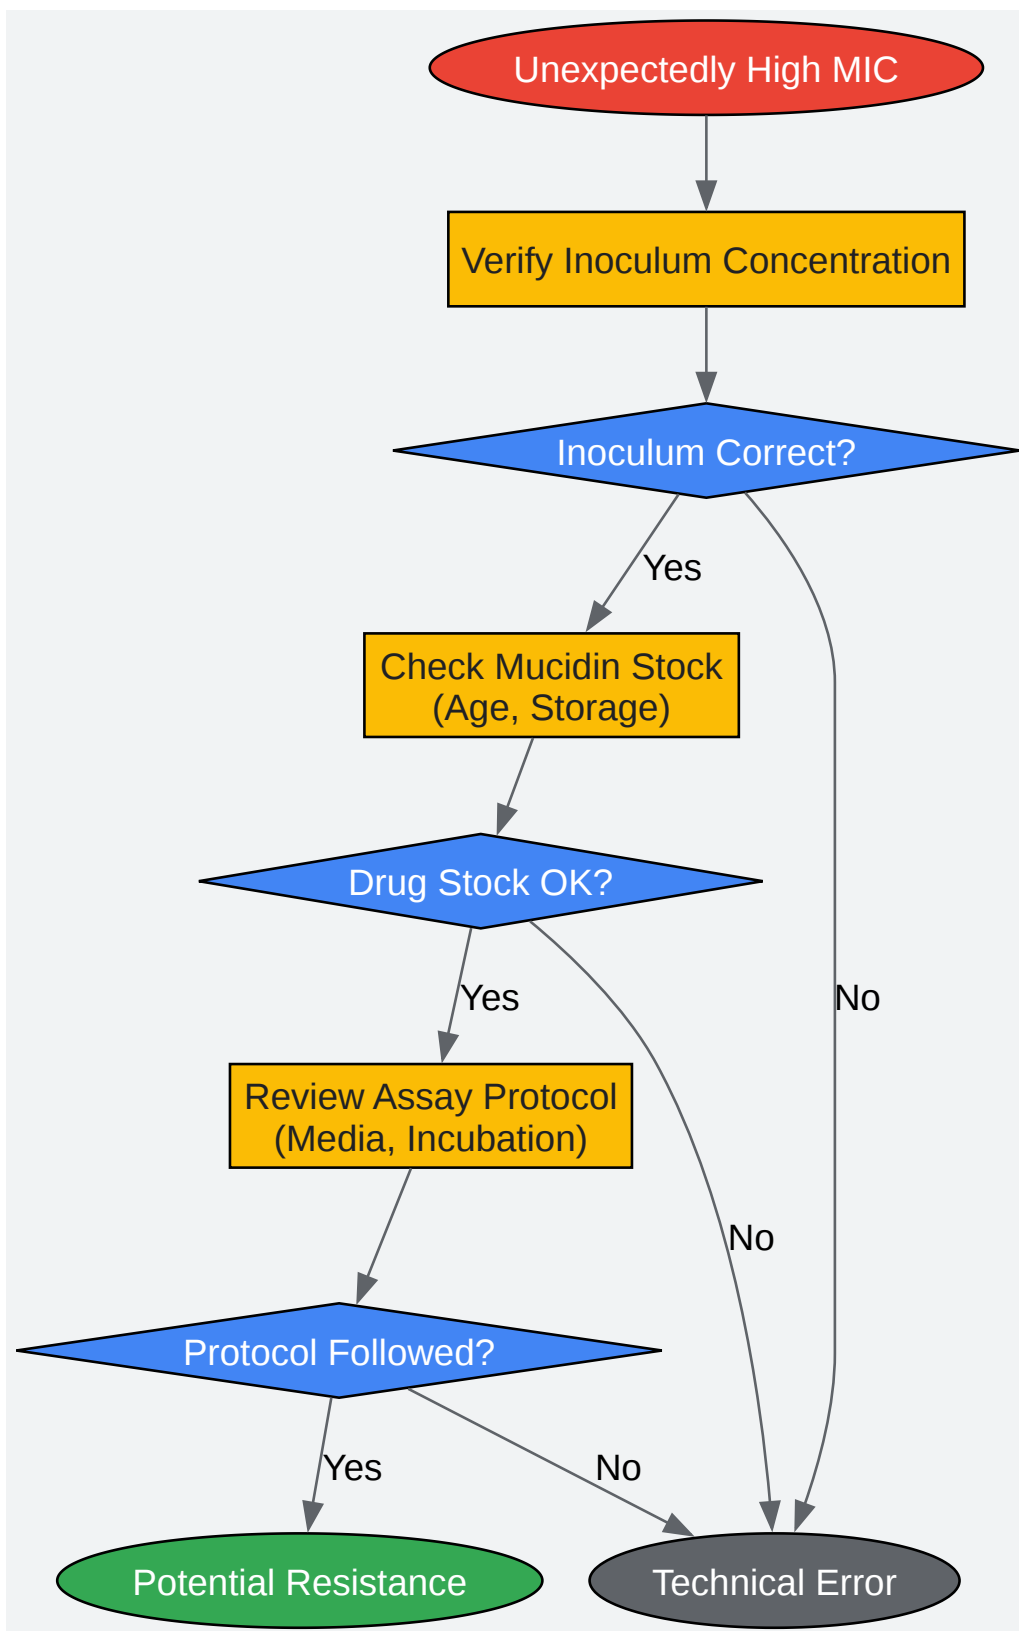 Unexpectedly High MIC
Verify Inoculum Concentration
Inoculum Correct?
Yes
Check Mucidin Stock
(Age, Storage)
Drug Stock OK?
Yes
No
Review Assay Protocol
(Media, Incubation)
No
Protocol Followed?
Yes
No
Potential Resistance
Technical Error